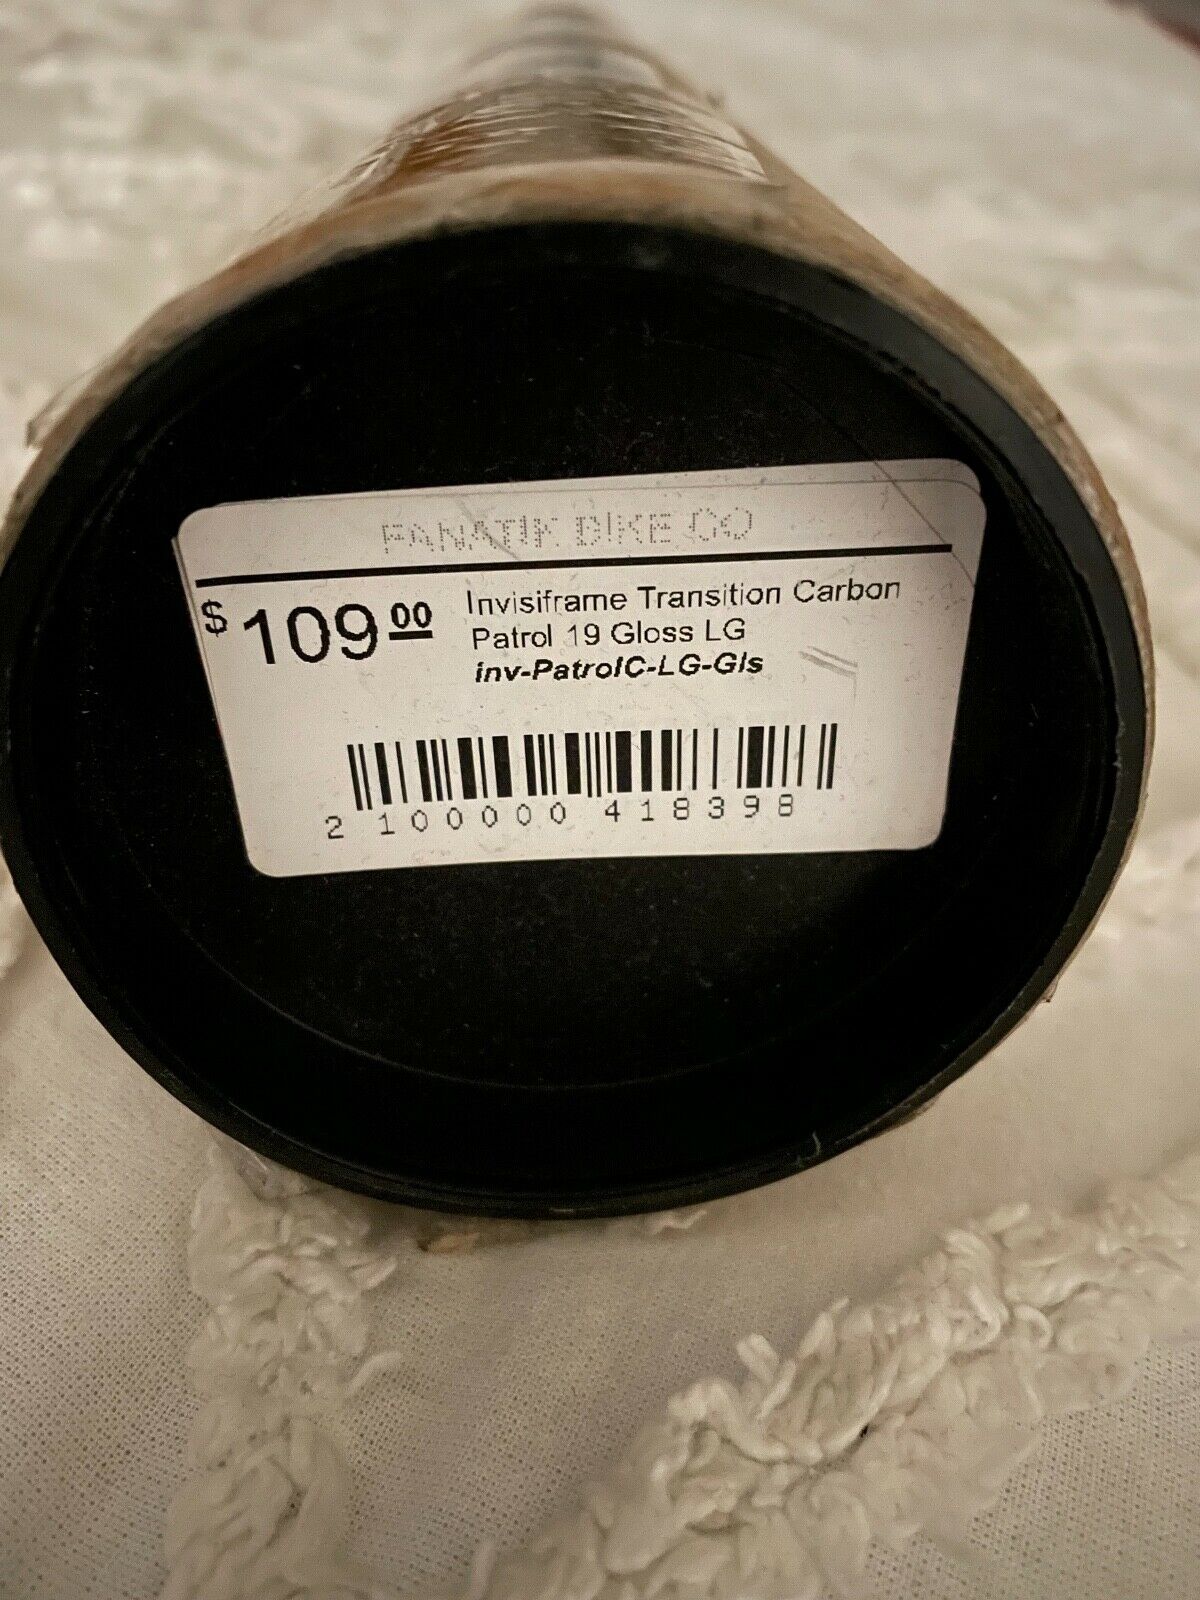 FANATIK BIKE CO
$109.00
Invisiframe Transition Carbon
Patrol 19 Gloss LG
inv-PatrolC-LG-Gls
2 100000 418398